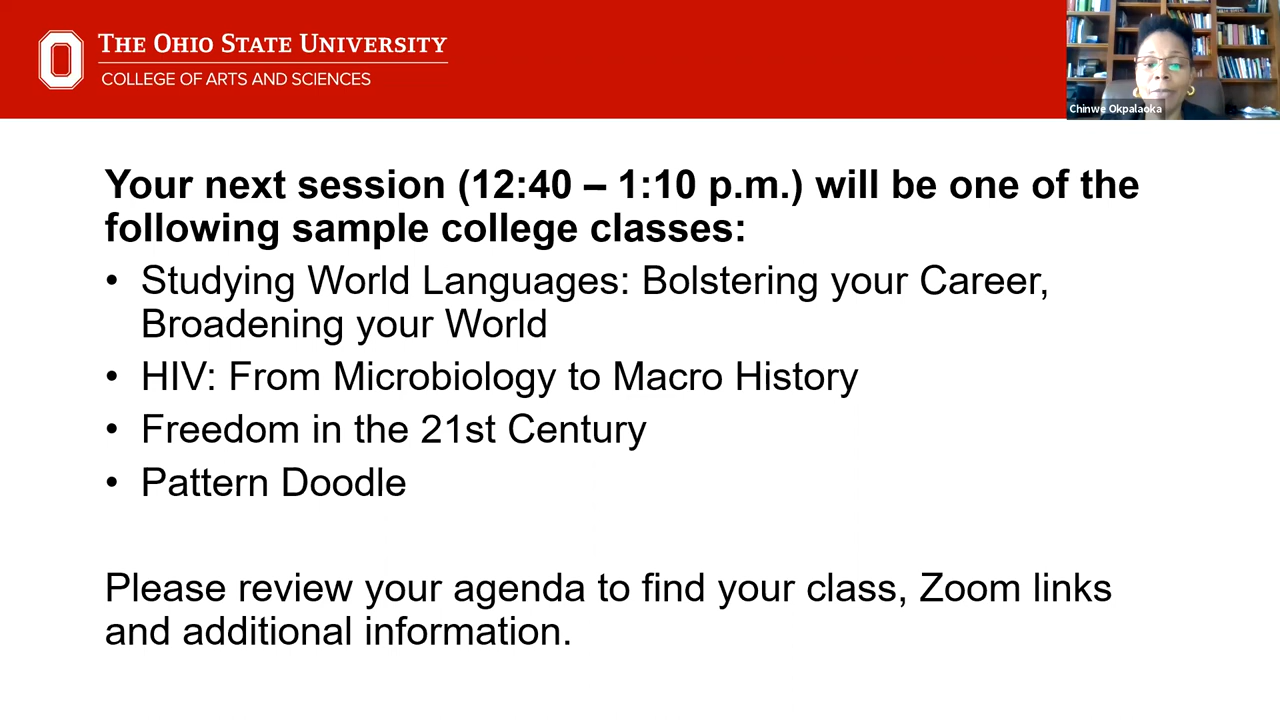 THE OHIO STATE UNIVERSITY
COLLEGE OF ARTS AND SCIENCES
Chinwe Okpalaoka
Your next session (12:40 – 1:10 p.m.) will be one of the
following sample college classes:
• Studying World Languages: Bolstering your Career,
Broadening your World
• HIV: From Microbiology to Macro History
• Freedom in the 21st Century
• Pattern Doodle
Please review your agenda to find your class, Zoom links
and additional information.